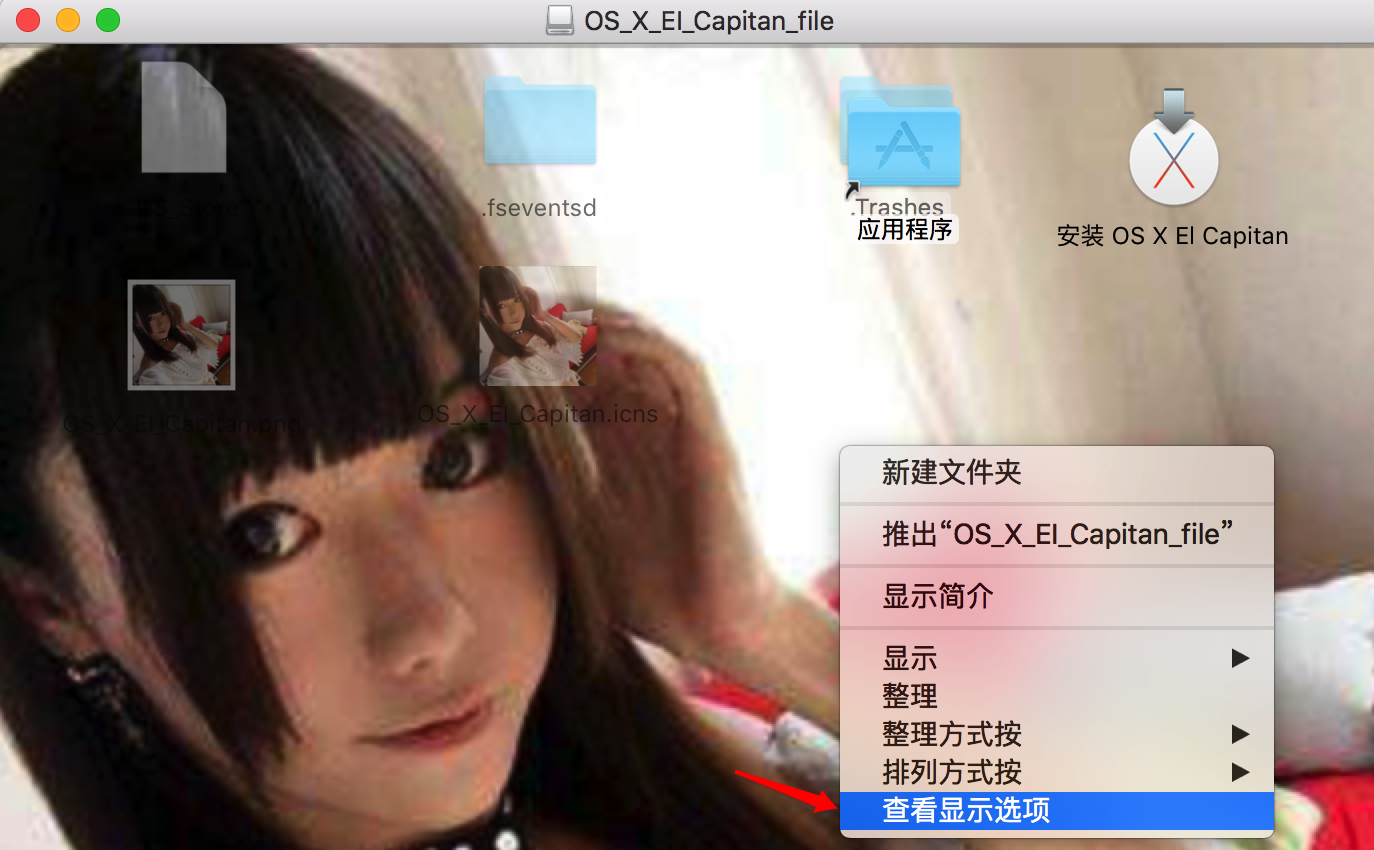 OS_X_El_Capitan_file
.DS_Store
.fseventsd
.Trashes
应用程序
安装 OS X El Capitan
OS_X_El_Capitan.png
OS_X_El_Capitan.icns
新建文件夹
推出“OS_X_El_Capitan_file”
显示简介
显示
整理
整理方式按
排列方式按
查看显示选项